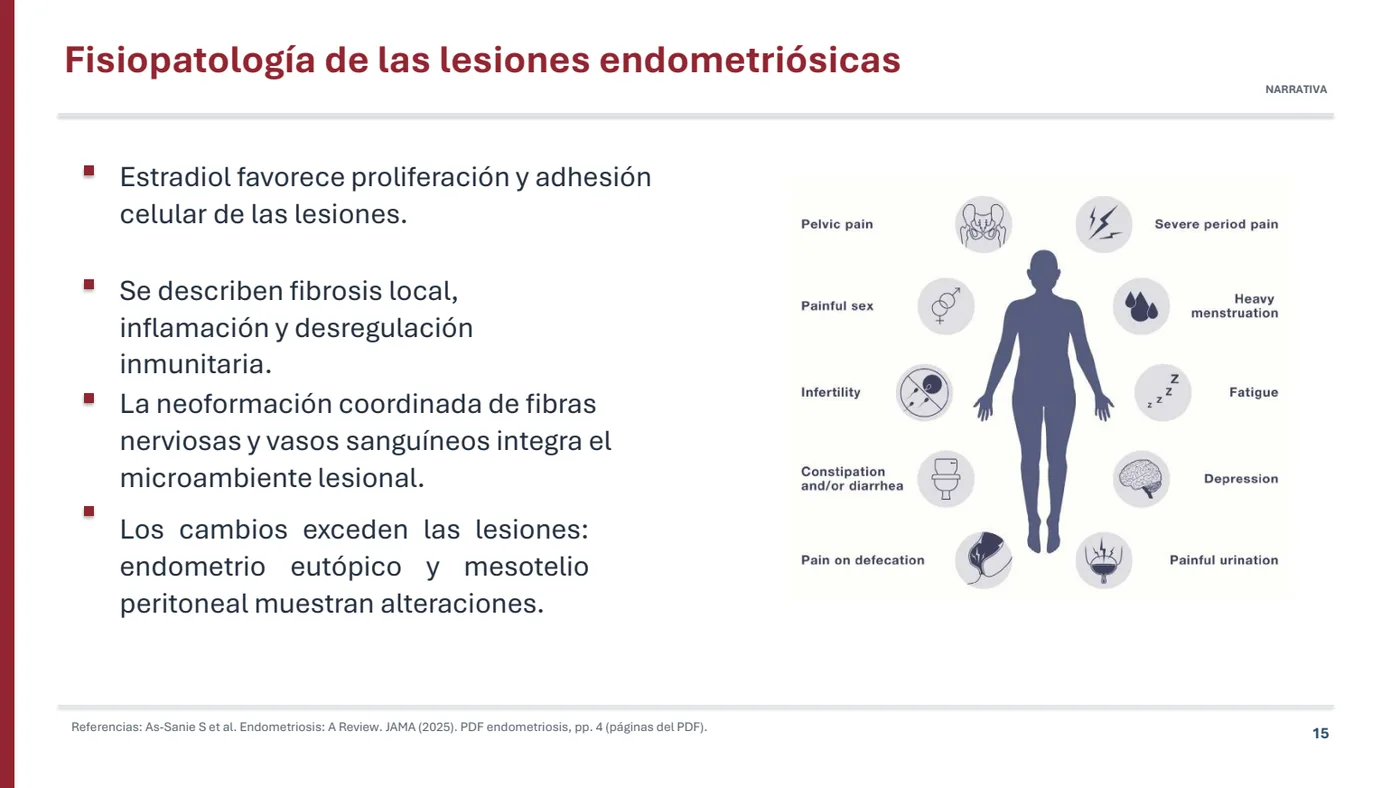 Fisiopatología de las lesiones endometriósicas
NARRATIVA
Estradiol favorece proliferación y adhesión
celular de las lesiones.
Se describen fibrosis local,
inflamación y desregulación
inmunitaria.
La neoformación coordinada de fibras
nerviosas y vasos sanguíneos integra el
microambiente lesional.
Los cambios exceden las lesiones:
endometrio eutópico y mesotelio
peritoneal muestran alteraciones.
Pelvic pain
Severe period pain
Painful sex
Heavy
menstruation
Infertility
Z
Z
Z
Z
Fatigue
Constipation
and/or diarrhea
Depression
Pain on defecation
Painful urination
Referencias: As-Sanie S et al. Endometriosis: A Review. JAMA (2025). PDF endometriosis, pp. 4 (páginas del PDF).
15